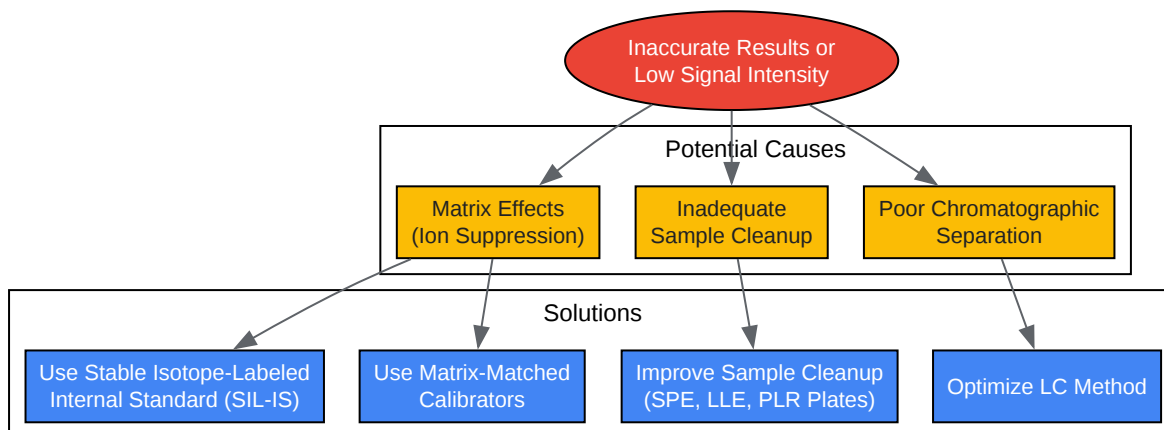 Inaccurate Results or
Low Signal Intensity
Potential Causes
Matrix Effects
(Ion Suppression)
Inadequate
Sample Cleanup
Poor Chromatographic
Separation
Solutions
Use Stable Isotope-Labeled
Internal Standard (SIL-IS)
Use Matrix-Matched
Calibrators
Improve Sample Cleanup
(SPE, LLE, PLR Plates)
Optimize LC Method